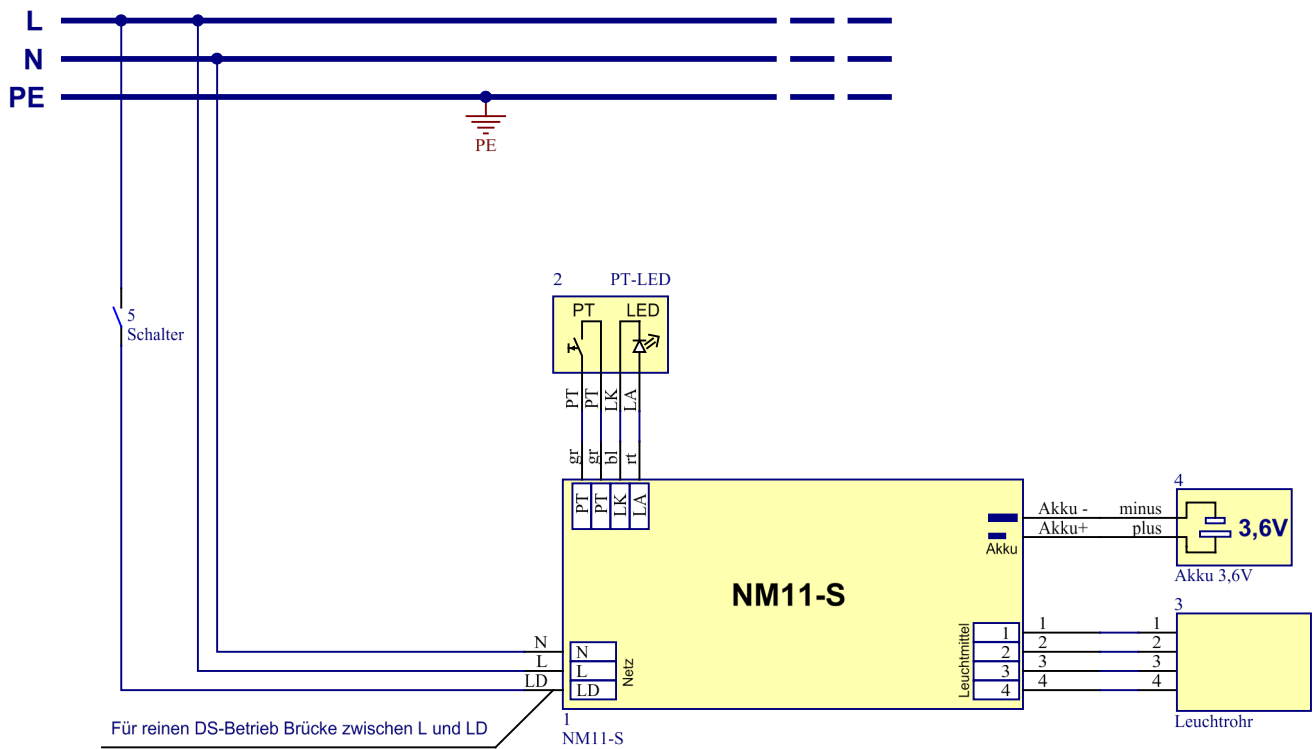 L
N
PE
PE
5
Schalter
2 PT-LED
PT LED
PT PT LK LA
gr gr bl rt
PT PT LK LA
Akku - minus
Akku+ plus
Akku
4
3,6V
Akku 3,6V
NM11-S
N
L
LD
N
L
LD
Netz
Leuchtmittel
1
2
3
4
1 1
2 2
3 3
4 4
3
Leuchtrohr
1
NM11-S
Für reinen DS-Betrieb Brücke zwischen L und LD